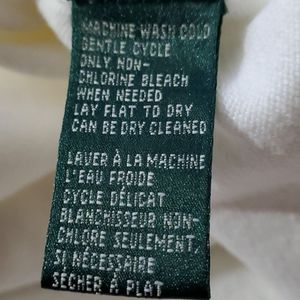 MACHINE WASH COLD
GENTLE CYCLE
ONLY NON-
CHLORINE BLEACH
WHEN NEEDED
LAY FLAT TO DRY
CAN BE DRY CLEANED
LAVER À LA MACHINE
L'EAU FROIDE
CYCLE DÉLICAT
BLANCHISSEUR NON-
CHLORE SEULEMENT,
SI NÉCESSAIRE
SÉCHER À PLAT